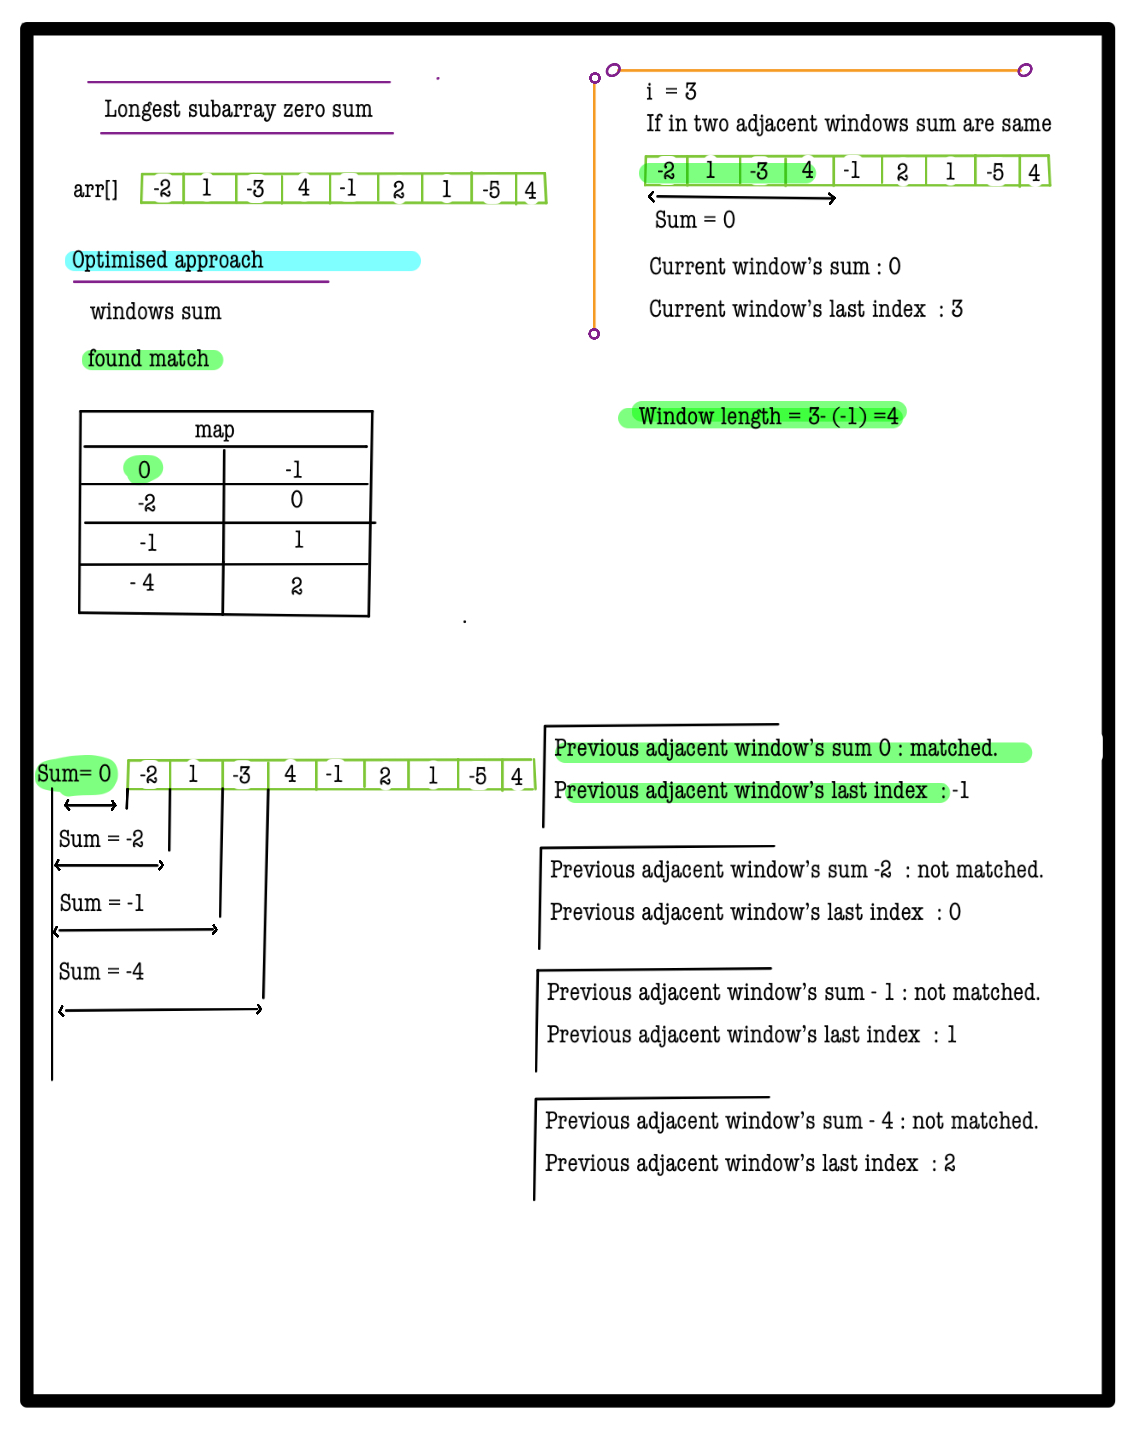 Longest subarray zero sum
arr[] -2 1 -3 4 -1 2 1 -5 4
Optimised approach
windows sum
found match
map
0 -1
-2 0
-1 1
- 4 2
i = 3
If in two adjacent windows sum are same
-2 1 -3 4 -1 2 1 -5 4
Sum = 0
Current window's sum : 0
Current window's last index : 3
Window length = 3- (-1) =4
Sum= 0 -2 1 -3 4 -1 2 1 -5 4
Sum = -2
Sum = -1
Sum = -4
Previous adjacent window's sum 0 : matched.
Previous adjacent window's last index : -1
Previous adjacent window's sum -2 : not matched.
Previous adjacent window's last index : 0
Previous adjacent window's sum - 1 : not matched.
Previous adjacent window's last index : 1
Previous adjacent window's sum - 4 : not matched.
Previous adjacent window's last index : 2